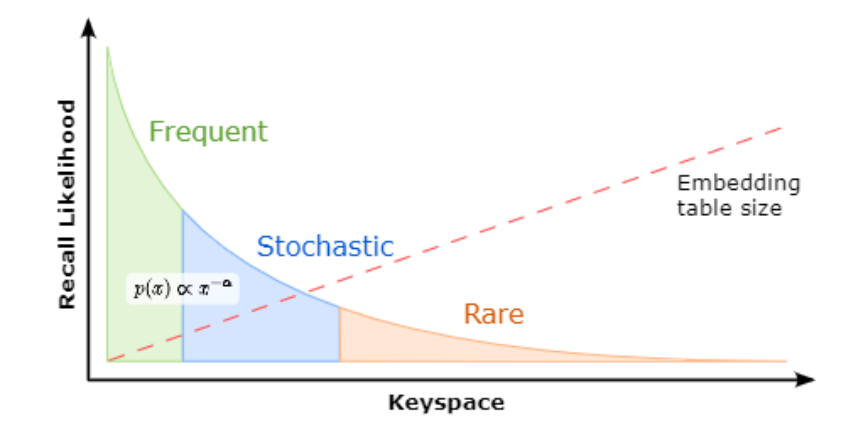 Recall Likelihood
Frequent
Stochastic
p(x) ∝ x^{-α}
Embedding
table size
Rare
Keyspace